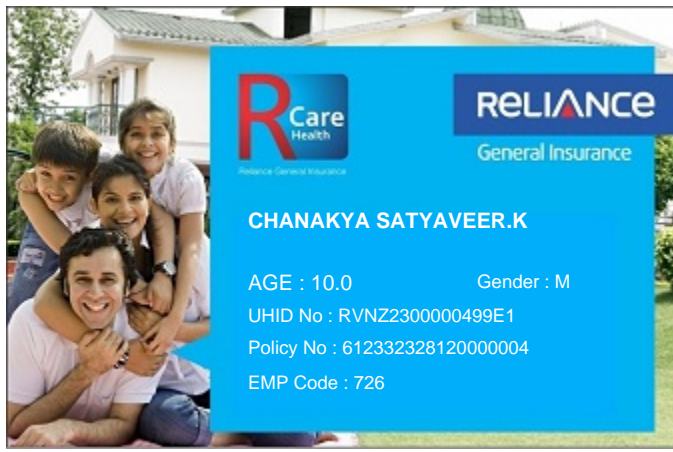 R Care
Health
Reliance General Insurance
RELIANCE
General Insurance
CHANAKYA SATYAVEER.K
AGE : 10.0 Gender : M
UHID No : RVNZ2300000499E1
Policy No : 612332328120000004
EMP Code : 726